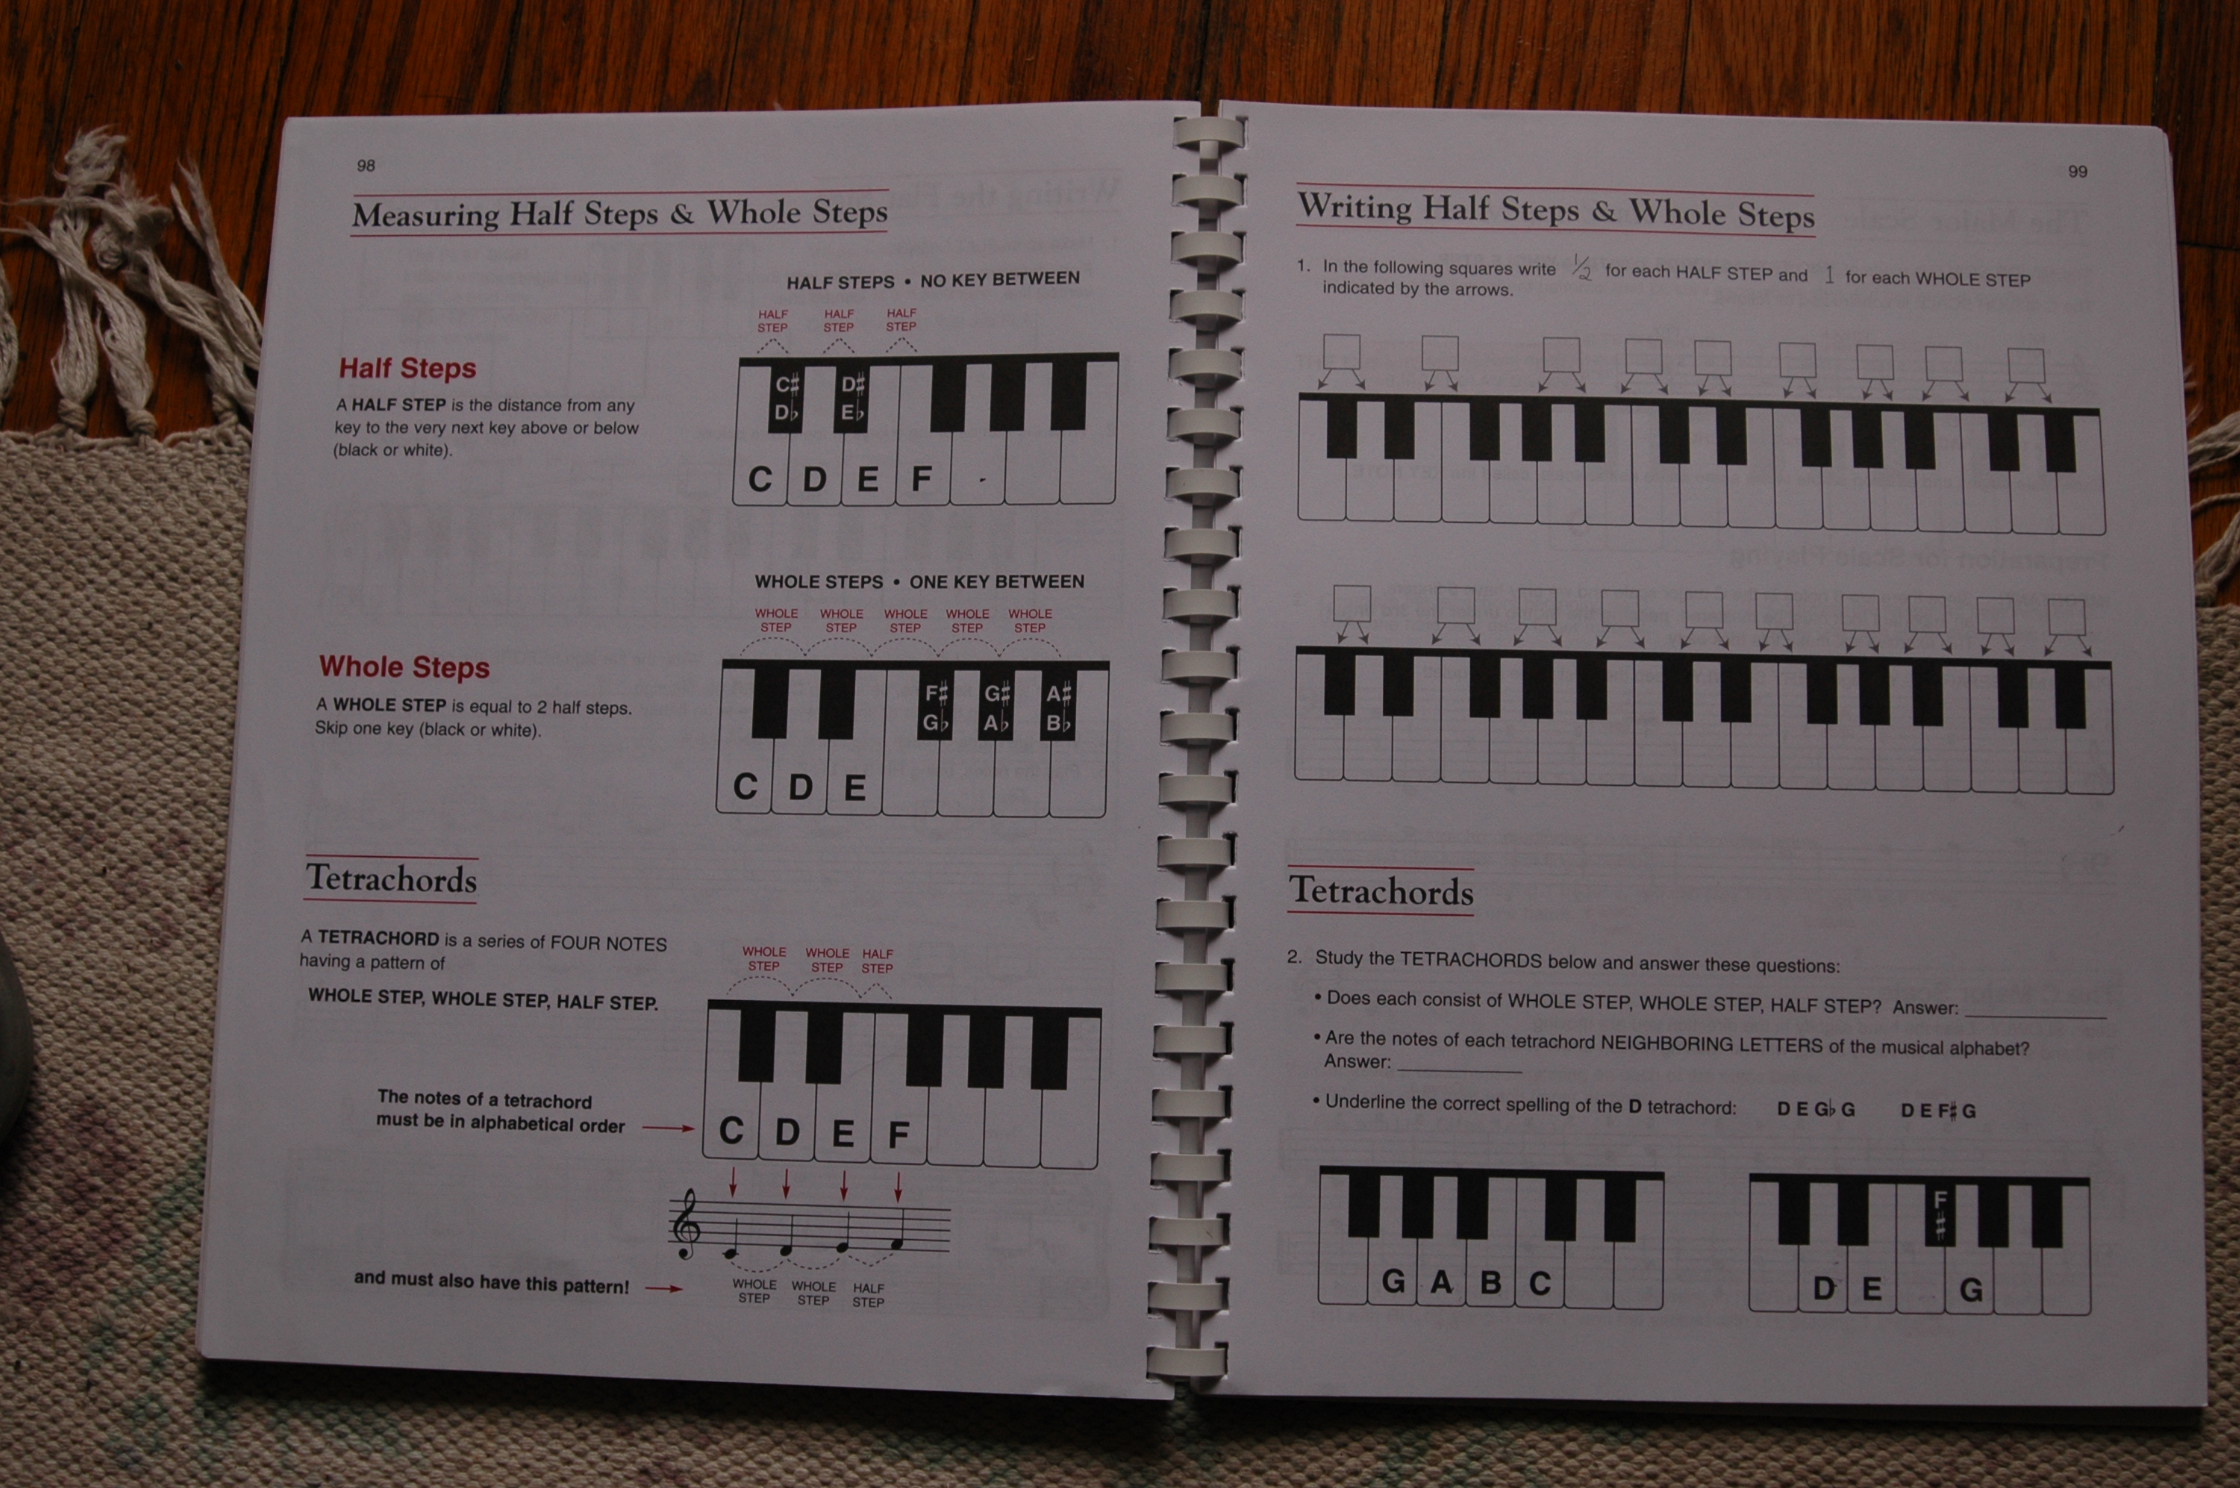 98
Measuring Half Steps & Whole Steps
HALF STEPS • NO KEY BETWEEN
HALF STEP HALF STEP HALF STEP
Half Steps
A HALF STEP is the distance from any
key to the very next key above or below
(black or white).
C♯ D♯
D♭ E♭
C D E F
WHOLE STEPS • ONE KEY BETWEEN
WHOLE STEP WHOLE STEP WHOLE STEP WHOLE STEP WHOLE STEP
Whole Steps
A WHOLE STEP is equal to 2 half steps.
Skip one key (black or white).
F♯ G♯ A♯
G♭ A♭ B♭
C D E
Tetrachords
A TETRACHORD is a series of FOUR NOTES
having a pattern of
WHOLE STEP, WHOLE STEP, HALF STEP.
WHOLE STEP WHOLE STEP HALF STEP
The notes of a tetrachord
must be in alphabetical order
C D E F
and must also have this pattern!
WHOLE STEP WHOLE STEP HALF STEP
99
Writing Half Steps & Whole Steps
1. In the following squares write 1/2 for each HALF STEP and 1 for each WHOLE STEP
indicated by the arrows.
Tetrachords
2. Study the TETRACHORDS below and answer these questions:
• Does each consist of WHOLE STEP, WHOLE STEP, HALF STEP? Answer:
• Are the notes of each tetrachord NEIGHBORING LETTERS of the musical alphabet?
Answer:
• Underline the correct spelling of the D tetrachord: D E G♭ G D E F♯ G
G A B C
F
♯
D E G